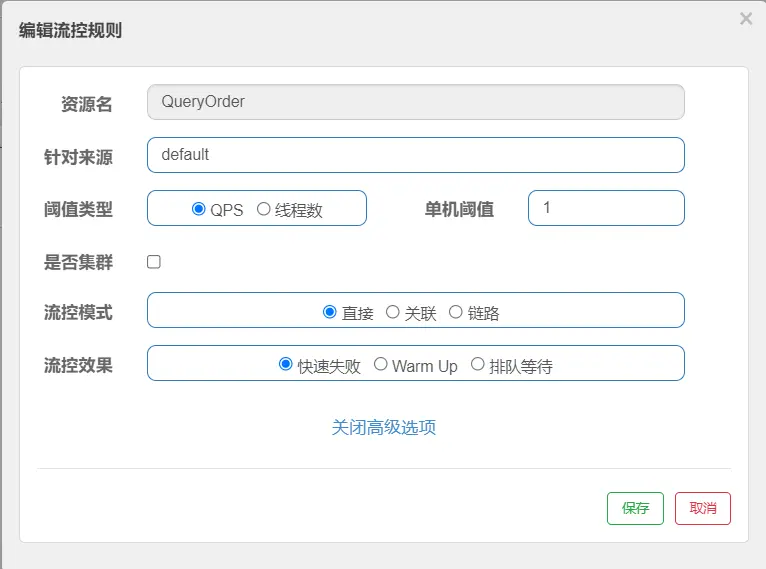 编辑流控规则 ×
资源名 QueryOrder
针对来源 default
阈值类型 QPS 线程数 单机阈值 1
是否集群
流控模式 直接 关联 链路
流控效果 快速失败 Warm Up 排队等待
关闭高级选项
保存 取消